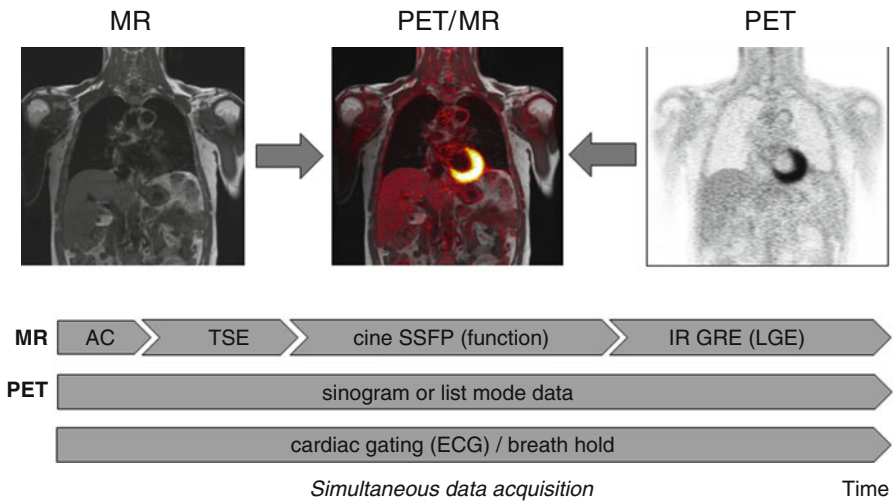 MR PET/MR PET
MR AC TSE cine SSFP (function) IR GRE (LGE)
PET sinogram or list mode data
cardiac gating (ECG) / breath hold
Simultaneous data acquisition Time